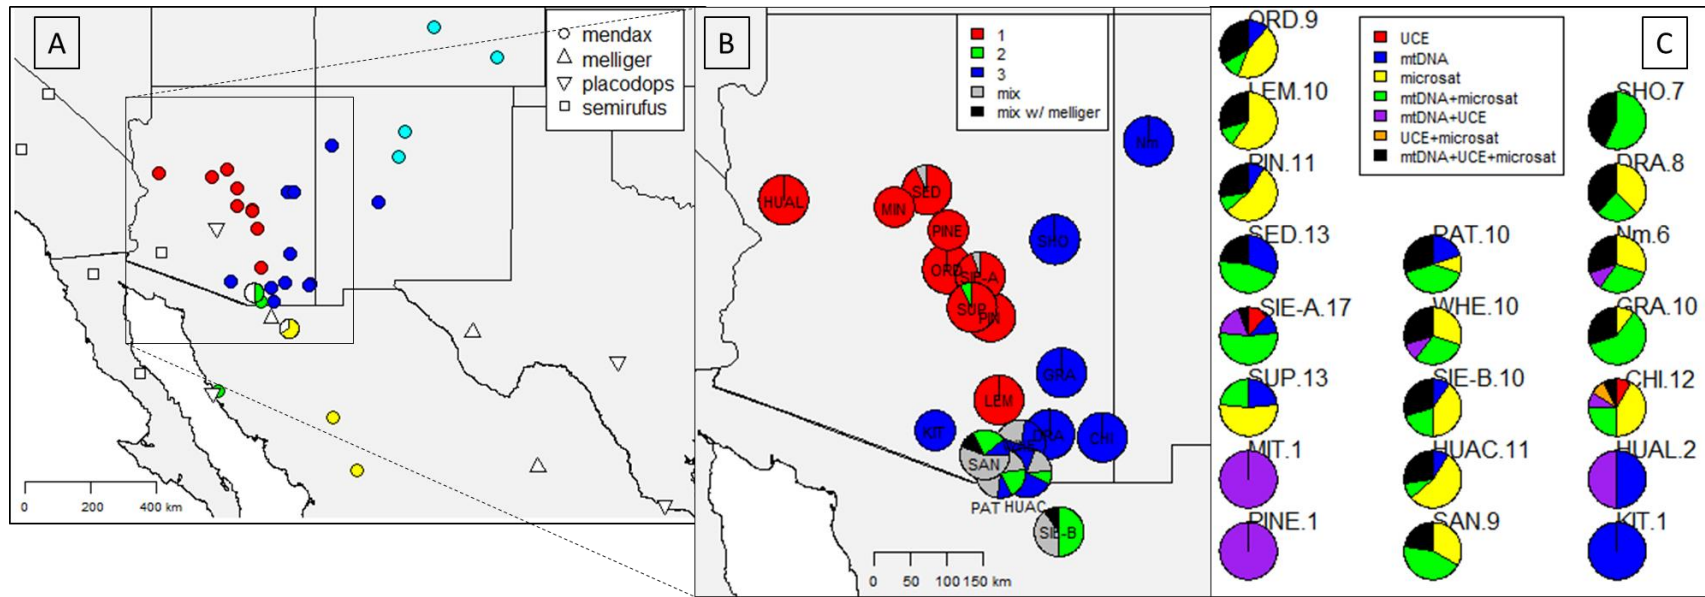 A
mendax
melliger
placodops
semirufus
0 200 400 km
B
1
2
3
mix
mix w/ melliger
Nm
HUAL
SED
MIN
PINE
SHO
ORD
SIE-A
SUP
PIN
GRA
LEM
KIT
DRA
CHI
SAN
PAT HUAC
SIE-B
0 50 100 150 km
C
UCE
mtDNA
microsat
mtDNA+microsat
mtDNA+UCE
UCE+microsat
mtDNA+UCE+microsat
ORD.9
LEM.10
SHO.7
PIN.11
DRA.8
SED.13
PAT.10
Nm.6
SIE-A.17
WHE.10
GRA.10
SUP.13
SIE-B.10
CHI.12
MIT.1
HUAC.11
HUAL.2
PINE.1
SAN.9
KIT.1